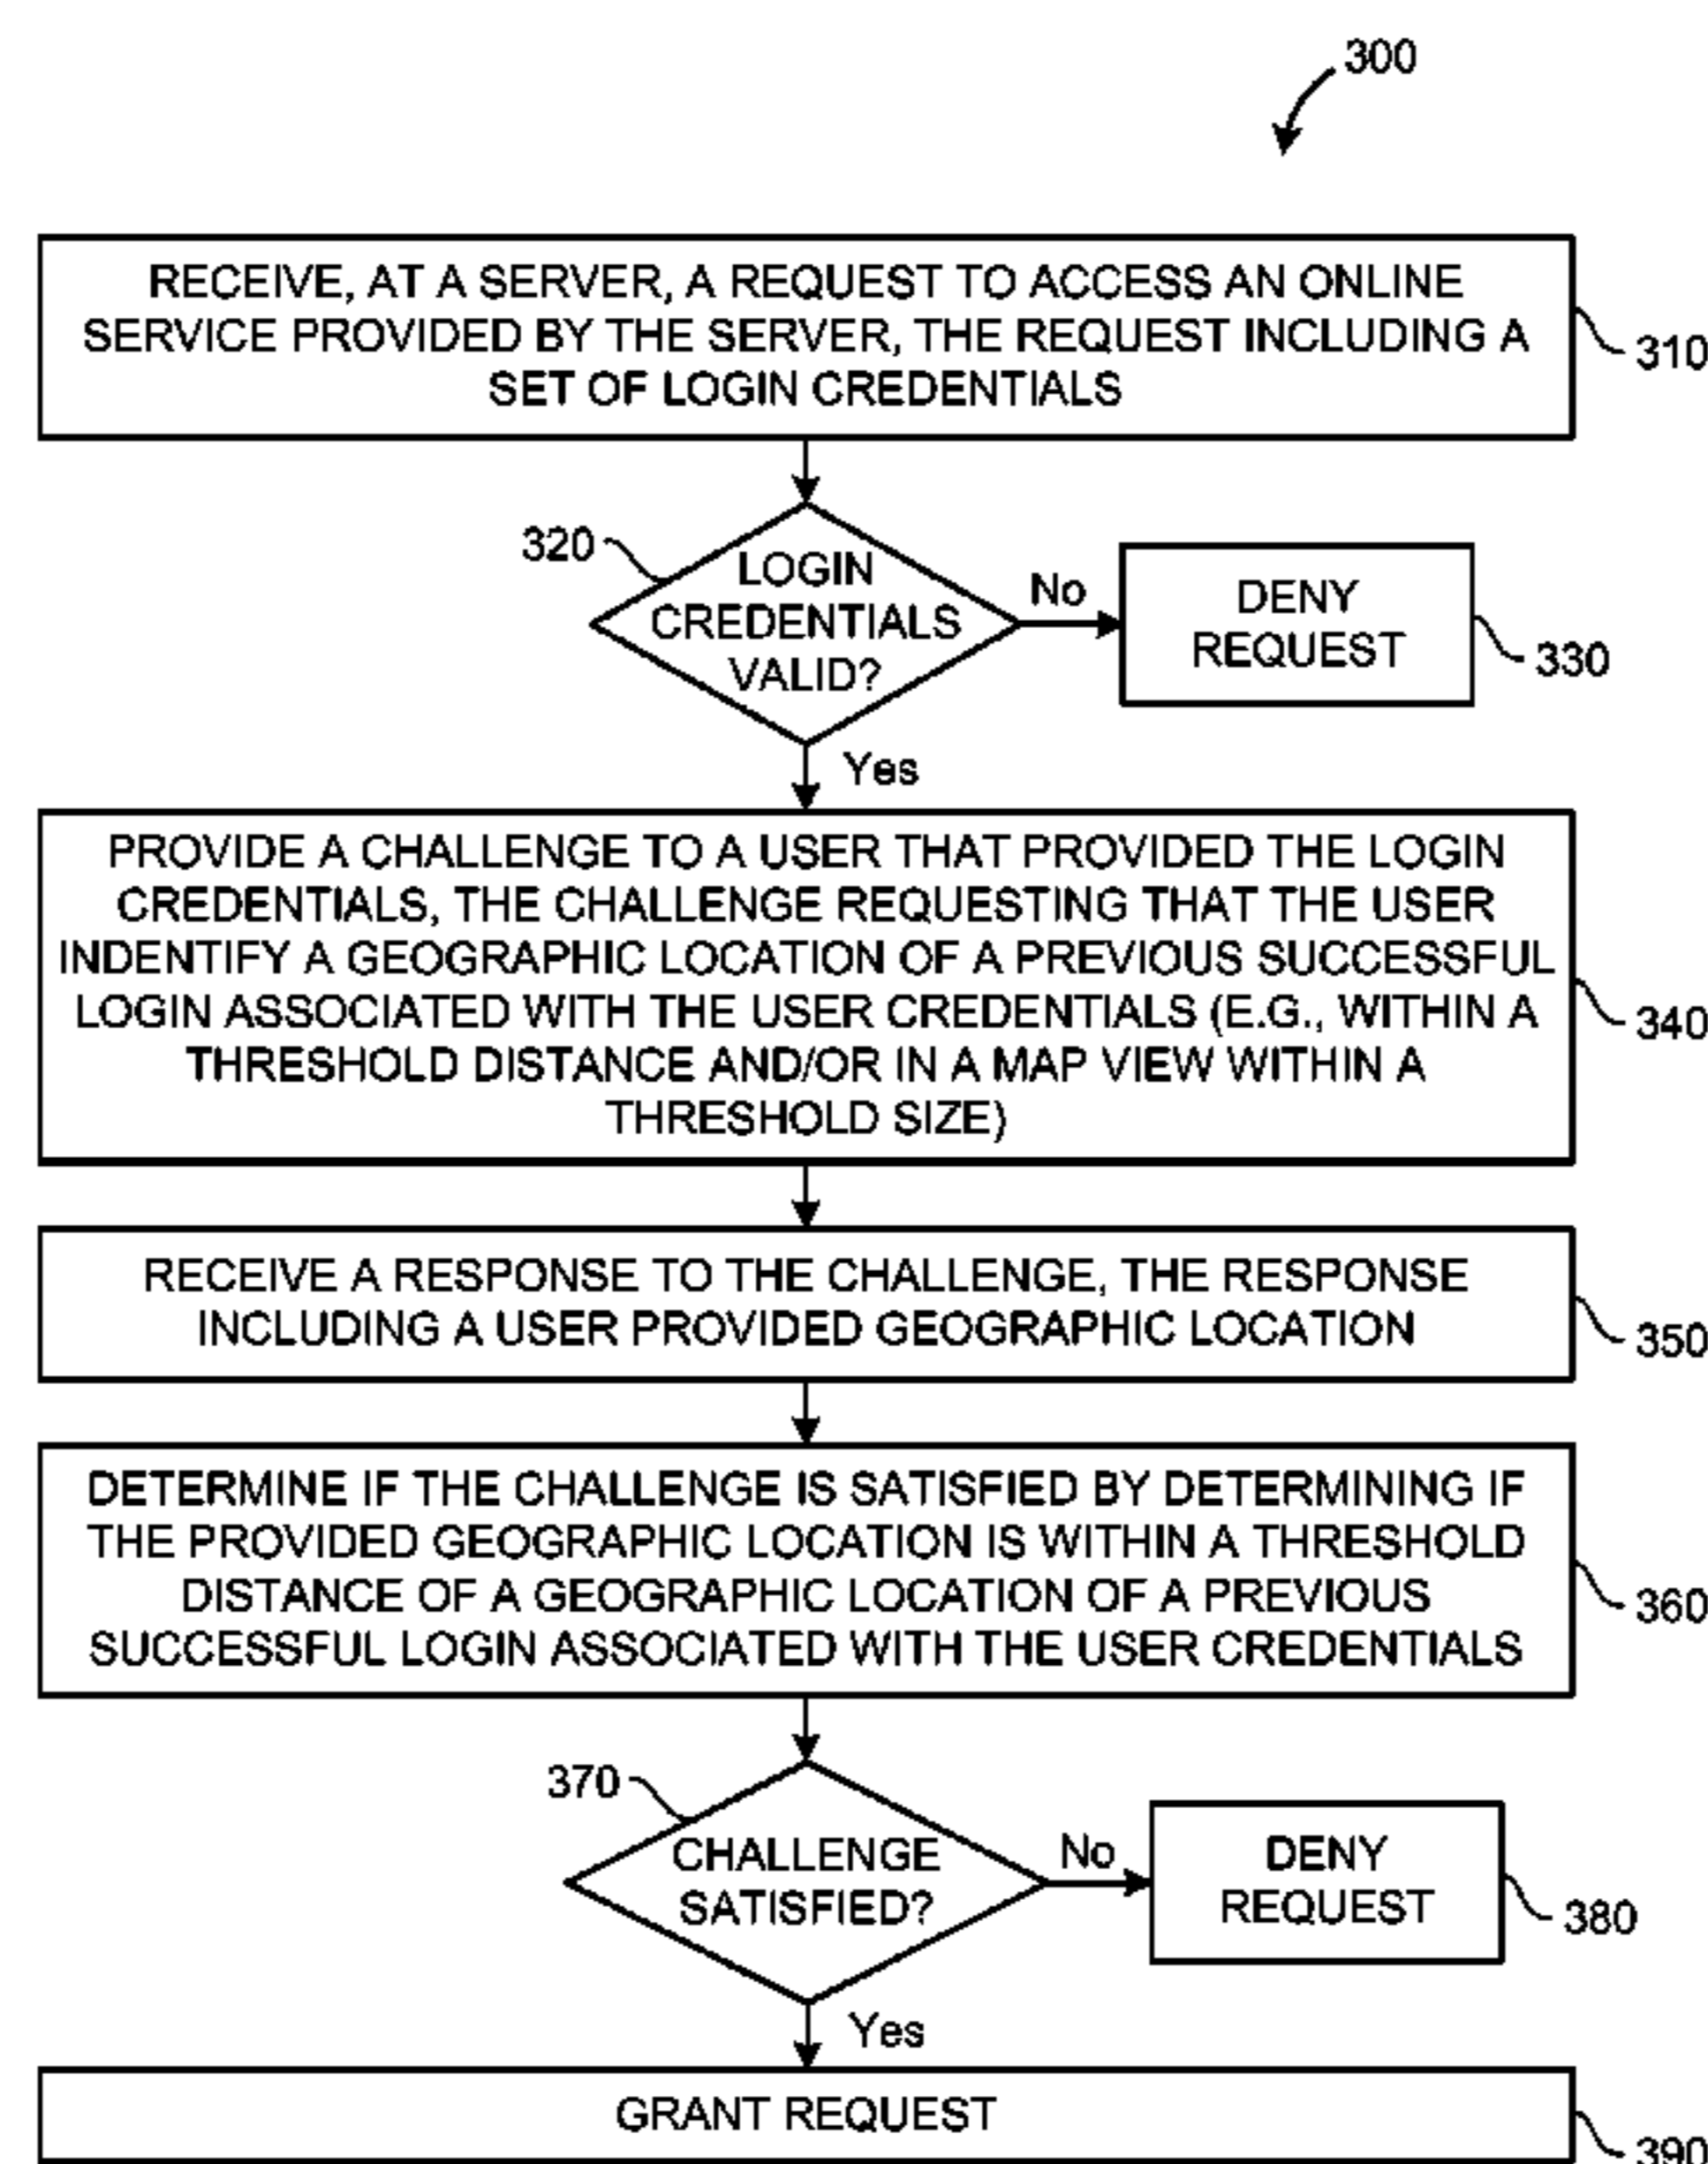 300
RECEIVE, AT A SERVER, A REQUEST TO ACCESS AN ONLINE
SERVICE PROVIDED BY THE SERVER, THE REQUEST INCLUDING A
SET OF LOGIN CREDENTIALS
310
320
LOGIN
CREDENTIALS
VALID?
No
DENY
REQUEST
330
Yes
PROVIDE A CHALLENGE TO A USER THAT PROVIDED THE LOGIN
CREDENTIALS, THE CHALLENGE REQUESTING THAT THE USER
INDENTIFY A GEOGRAPHIC LOCATION OF A PREVIOUS SUCCESSFUL
LOGIN ASSOCIATED WITH THE USER CREDENTIALS (E.G., WITHIN A
THRESHOLD DISTANCE AND/OR IN A MAP VIEW WITHIN A
THRESHOLD SIZE)
340
RECEIVE A RESPONSE TO THE CHALLENGE, THE RESPONSE
INCLUDING A USER PROVIDED GEOGRAPHIC LOCATION
350
DETERMINE IF THE CHALLENGE IS SATISFIED BY DETERMINING IF
THE PROVIDED GEOGRAPHIC LOCATION IS WITHIN A THRESHOLD
DISTANCE OF A GEOGRAPHIC LOCATION OF A PREVIOUS
SUCCESSFUL LOGIN ASSOCIATED WITH THE USER CREDENTIALS
360
370
CHALLENGE
SATISFIED?
No
DENY
REQUEST
380
Yes
GRANT REQUEST
390